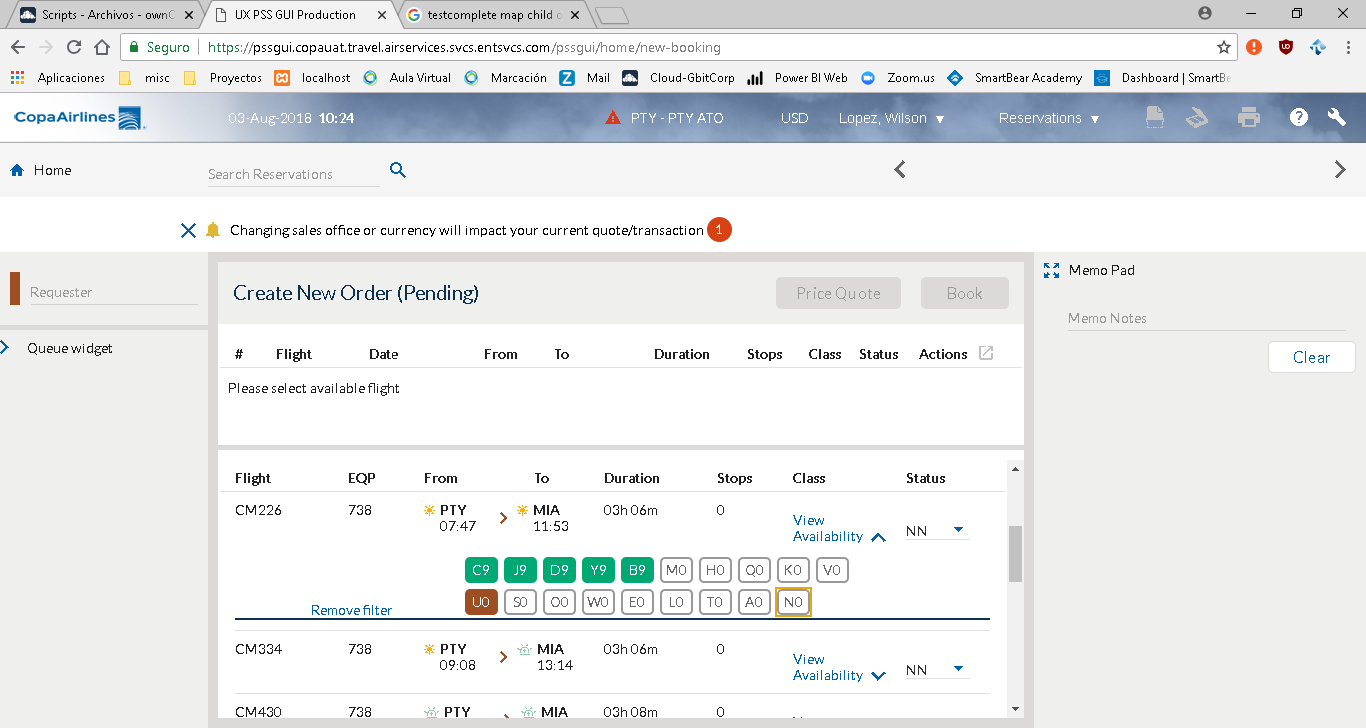 Scripts - Archivos - ownC
UX PSS GUI Production
testcomplete map child o
Seguro https://pssgui.copauat.travel.airservices.svcs.entsvcs.com/pssgui/home/new-booking
Aplicaciones misc Proyectos localhost Aula Virtual Marcación Mail Cloud-GbitCorp Power BI Web Zoom.us SmartBear Academy Dashboard | SmartBe
CopaAirlines 03-Aug-2018 10:24 PTY - PTY ATO USD Lopez, Wilson Reservations ?
Home Search Reservations
Changing sales office or currency will impact your current quote/transaction 1
Requester
Queue widget
Create New Order (Pending) Price Quote Book
# Flight Date From To Duration Stops Class Status Actions
Please select available flight
Flight EQP From To Duration Stops Class Status
CM226 738 PTY MIA 03h 06m 0
07:47 11:53
View
Availability NN
C9 J9 D9 Y9 B9 M0 H0 Q0 K0 V0
U0 S0 O0 W0 E0 L0 T0 A0 N0
Remove filter
CM334 738 PTY MIA 03h 06m 0
09:08 13:14
View
Availability NN
CM430 738 PTY MIA 03h 08m 0
Memo Pad
Memo Notes
Clear